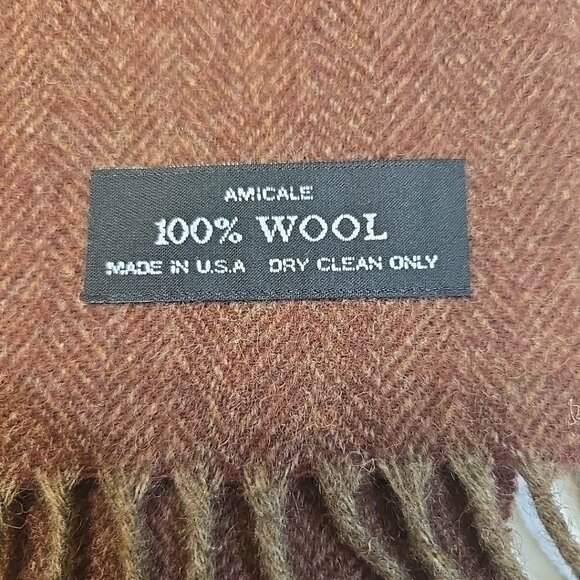 AMICALE
100% WOOL
MADE IN U.S.A DRY CLEAN ONLY